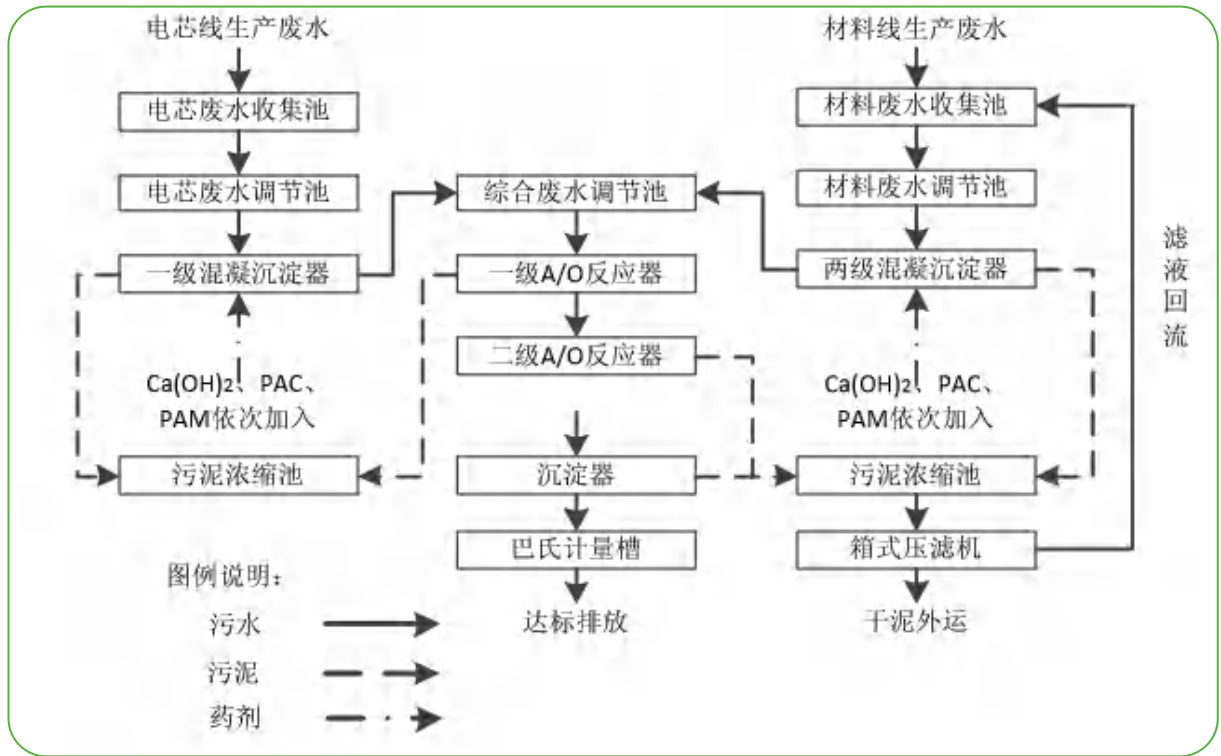 电芯线生产废水
材料线生产废水
电芯废水收集池
材料废水收集池
电芯废水调节池
综合废水调节池
材料废水调节池
一级混凝沉淀器
一级A/O反应器
两级混凝沉淀器
滤液回流
二级A/O反应器
Ca(OH)2、PAC、
PAM依次加入
Ca(OH)2、PAC、
PAM依次加入
污泥浓缩池
沉淀器
污泥浓缩池
巴氏计量槽
箱式压滤机
图例说明：
达标排放
干泥外运
污水
污泥
药剂